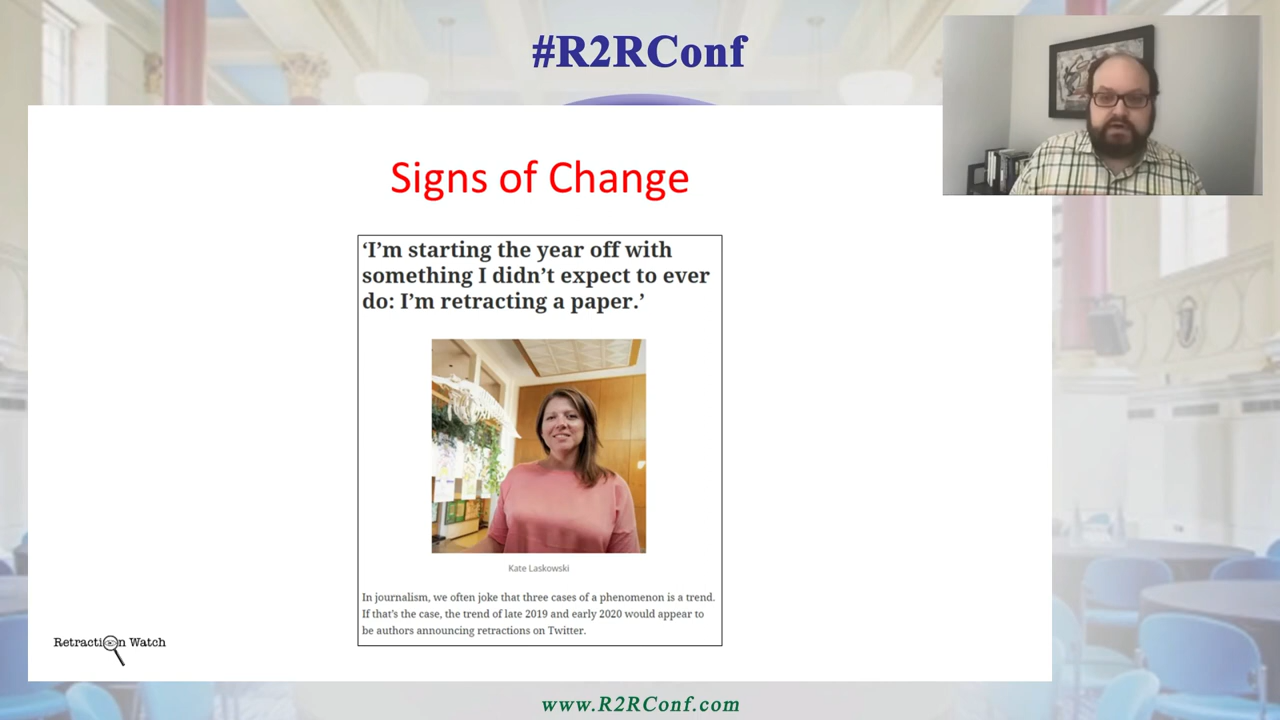 #R2RConf
Signs of Change
‘I’m starting the year off with
something I didn’t expect to ever
do: I’m retracting a paper.’
Kate Laskowski
In journalism, we often joke that three cases of a phenomenon is a trend.
If that’s the case, the trend of late 2019 and early 2020 would appear to
be authors announcing retractions on Twitter.
Retraction Watch
www.R2RConf.com